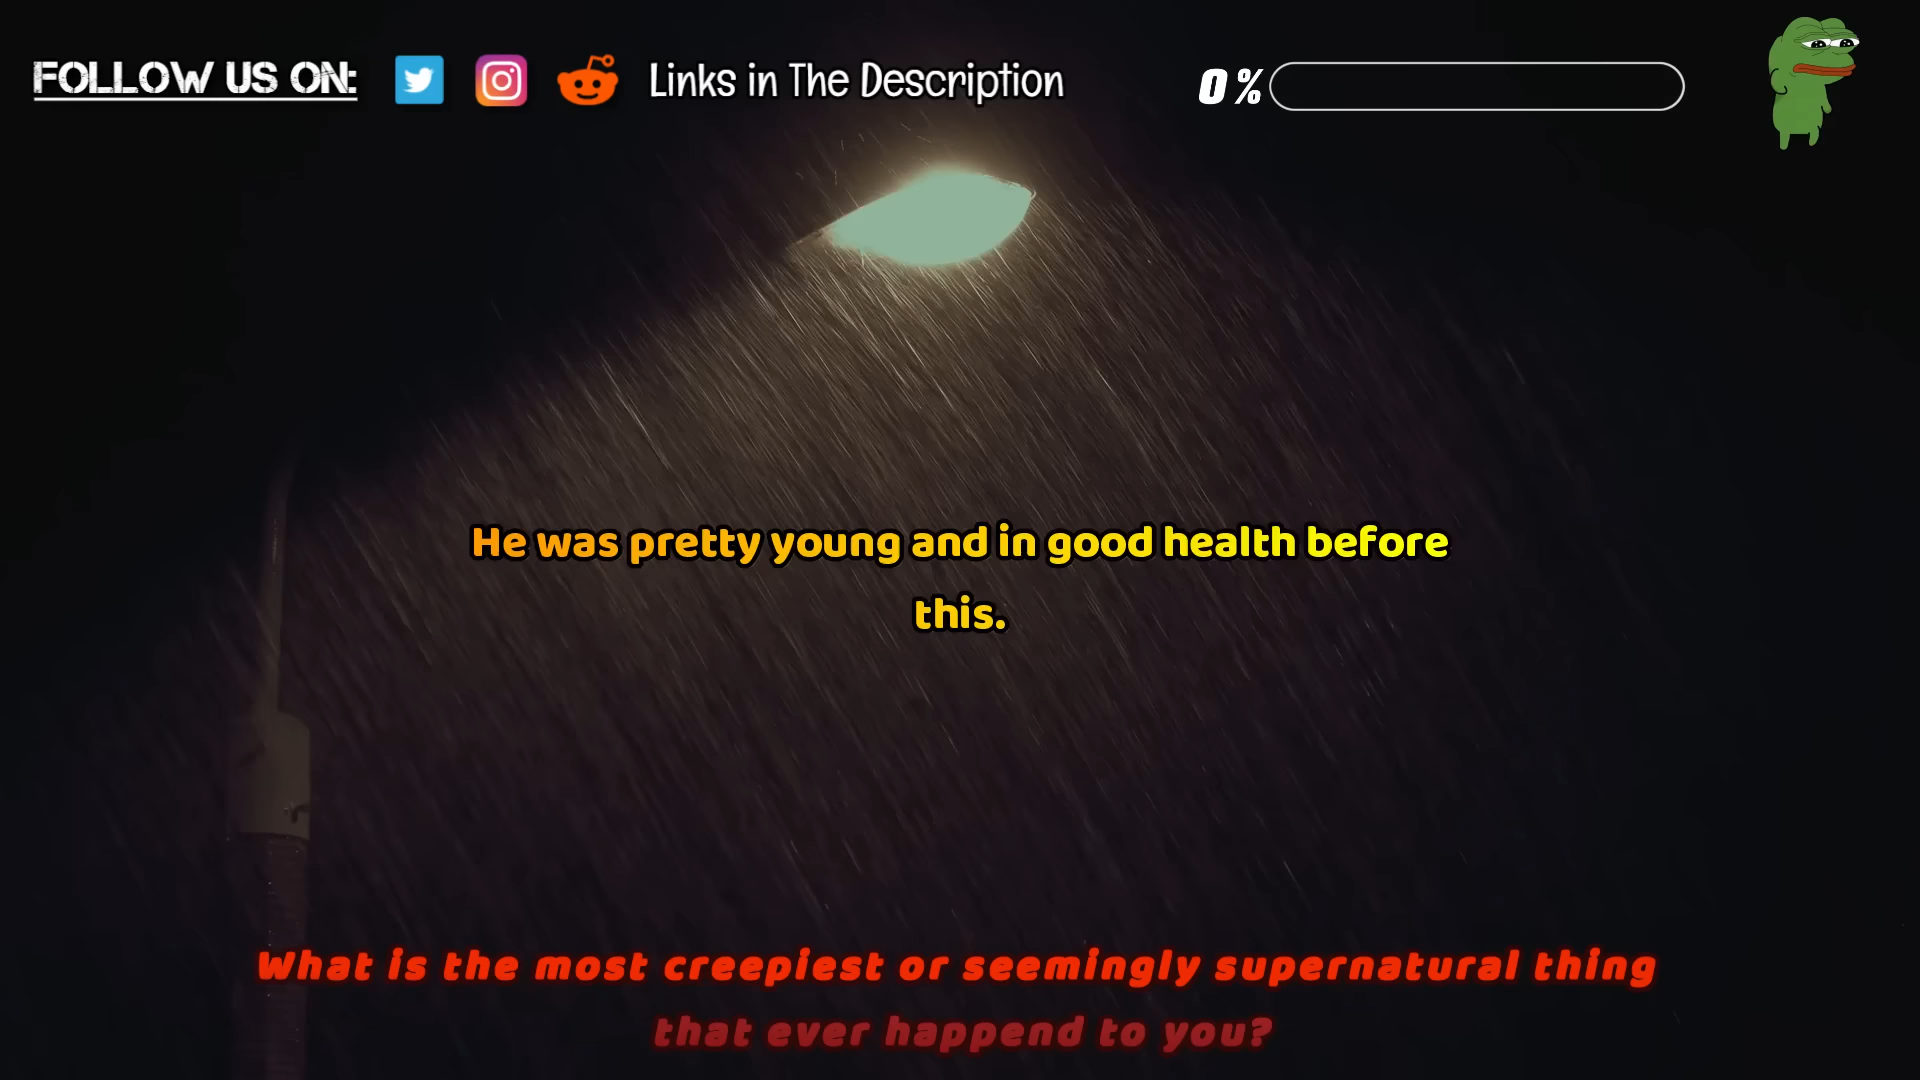 FOLLOW US ON:
Links in The Description
0 %
He was pretty young and in good health before
this.
What is the most creepiest or seemingly supernatural thing
that ever happend to you?